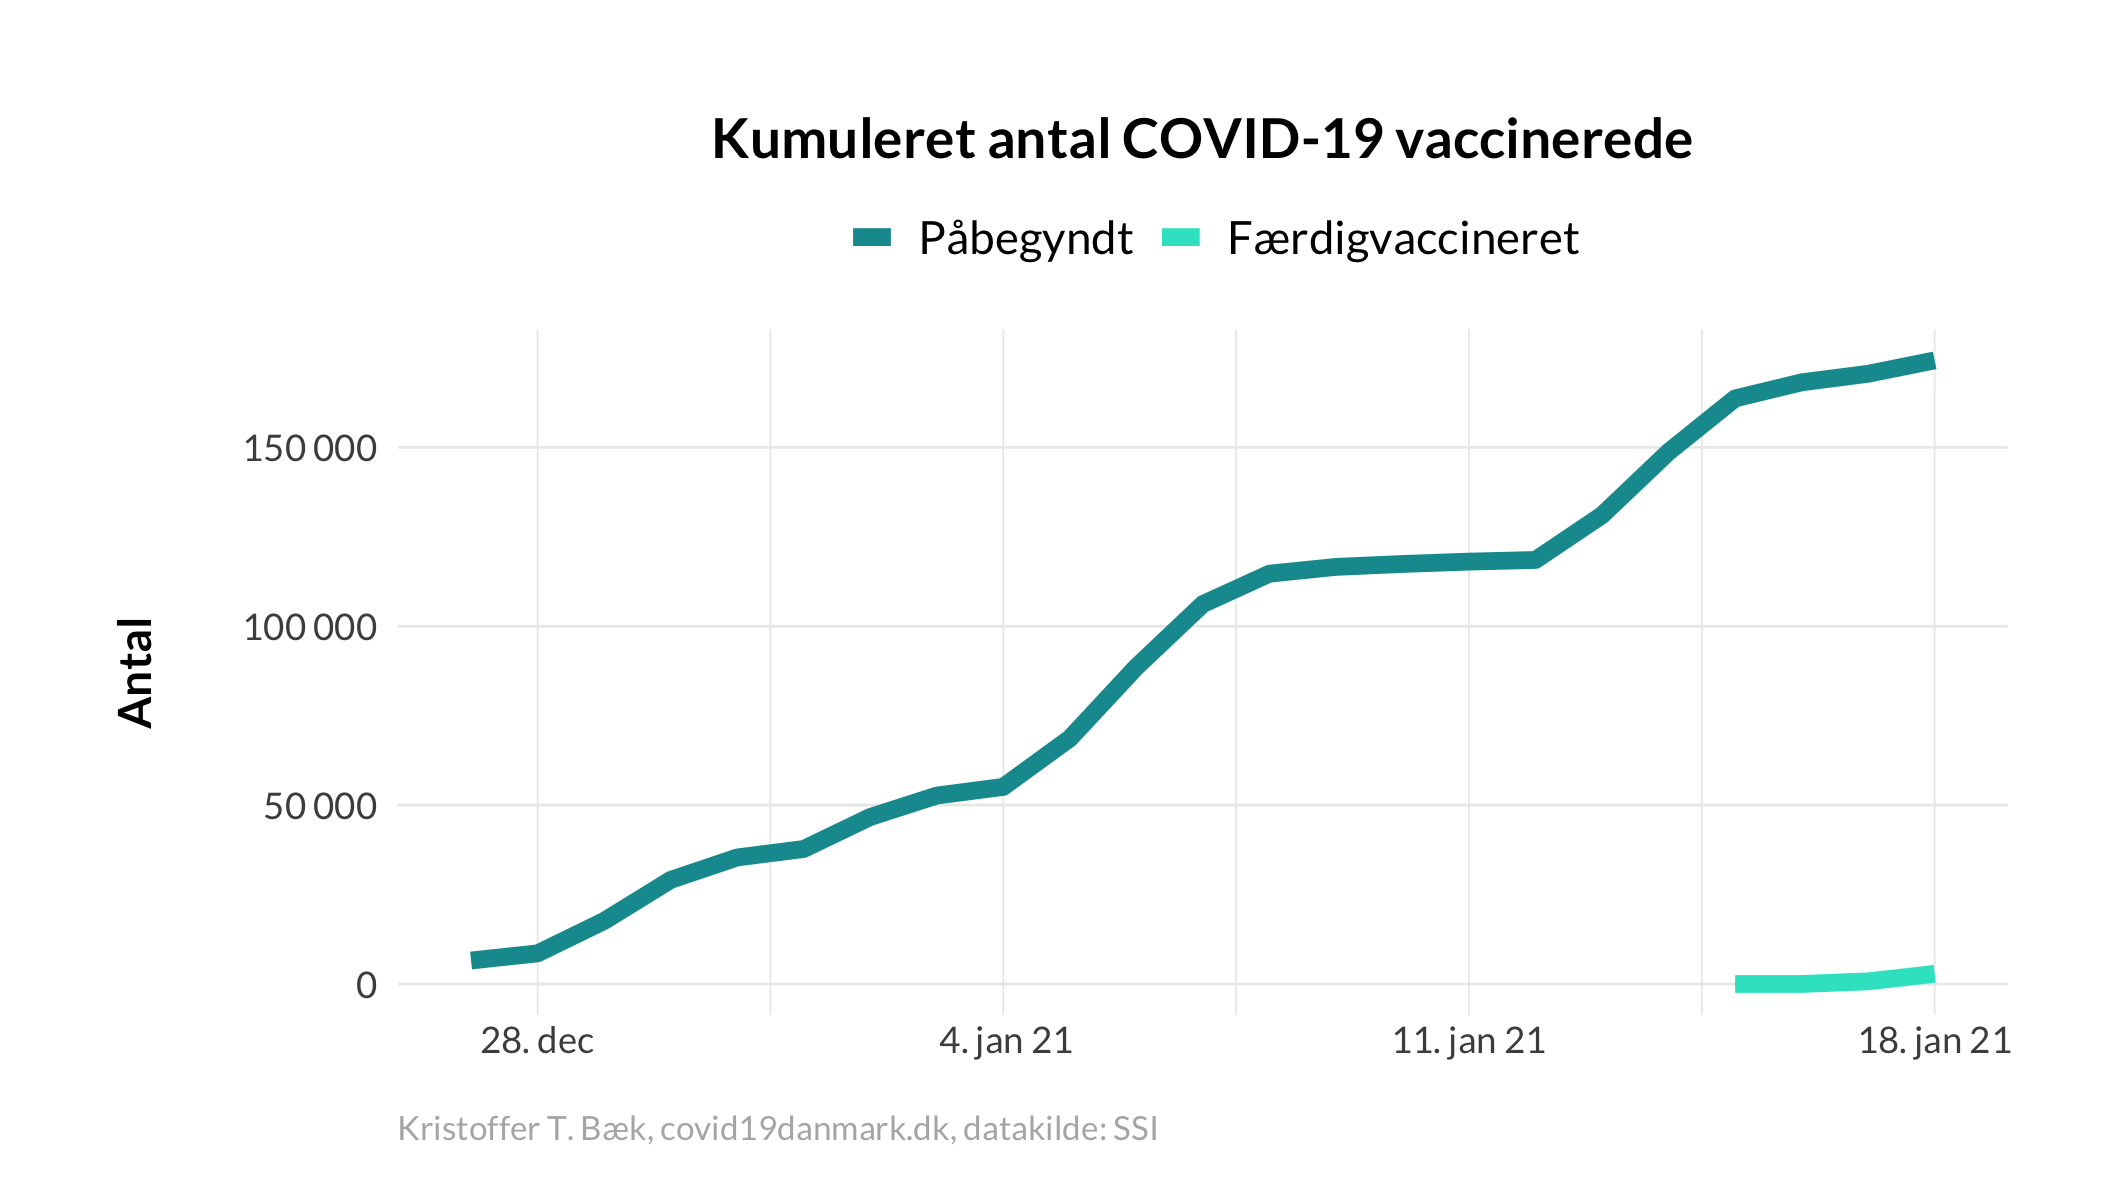 Kumuleret antal COVID-19 vaccinerede
Påbegyndt Færdigvaccineret
Antal
150 000
100 000
50 000
0
28. dec 4. jan 21 11. jan 21 18. jan 21
Kristoffer T. Bæk, covid19danmark.dk, datakilde: SSI